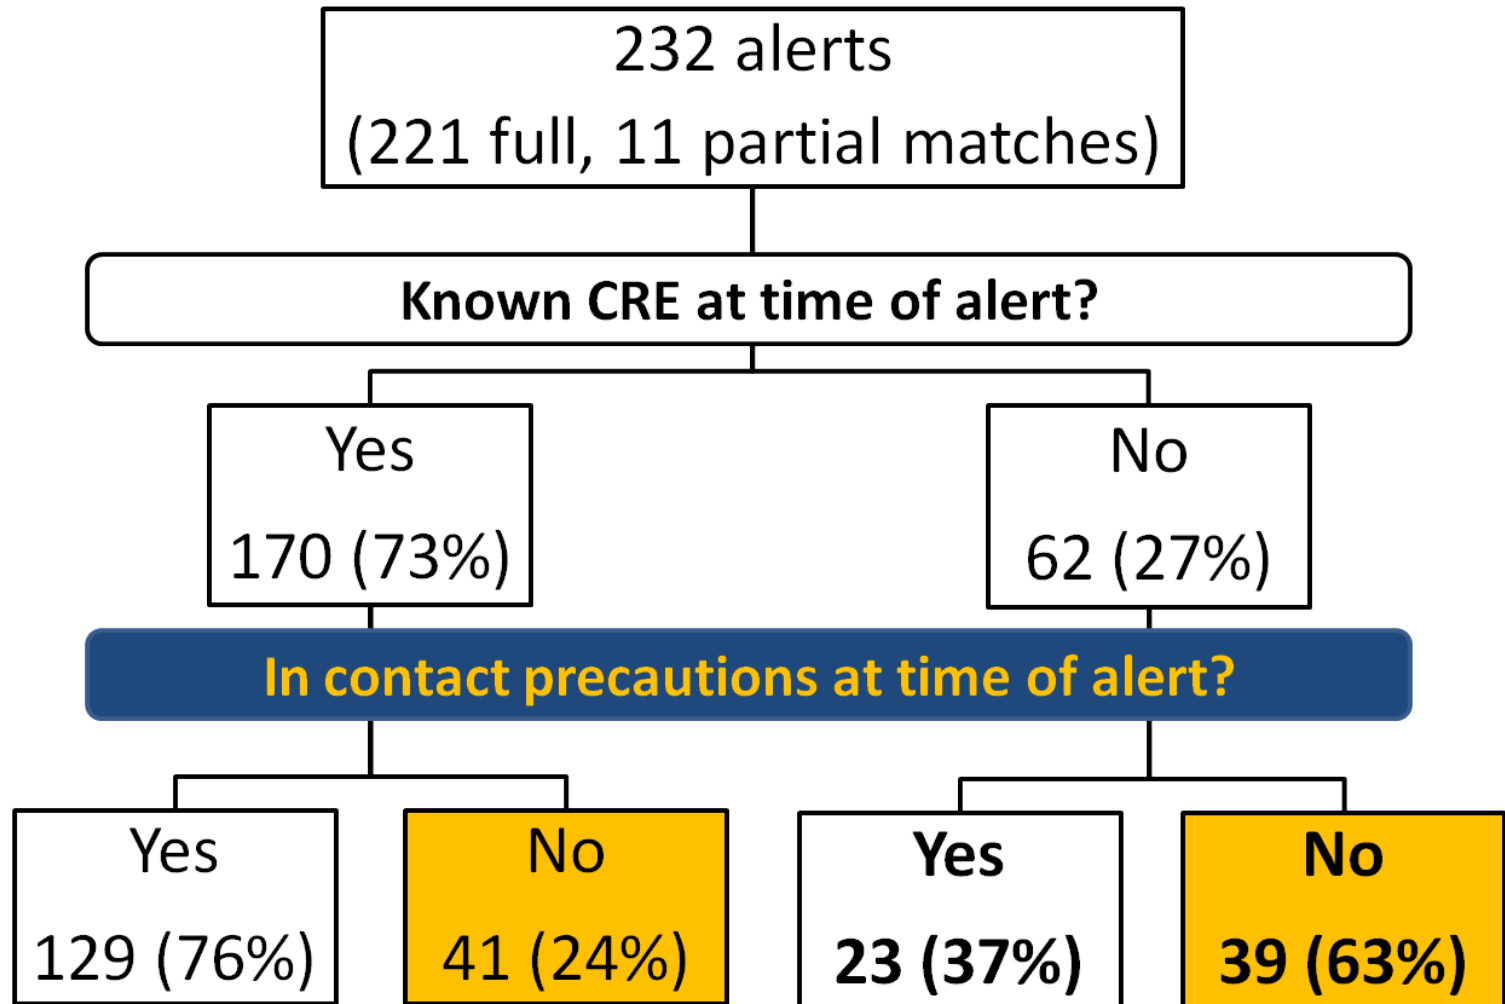 232 alerts
(221 full, 11 partial matches)
Known CRE at time of alert?
Yes
170 (73%)
No
62 (27%)
In contact precautions at time of alert?
Yes
129 (76%)
No
41 (24%)
Yes
23 (37%)
No
39 (63%)